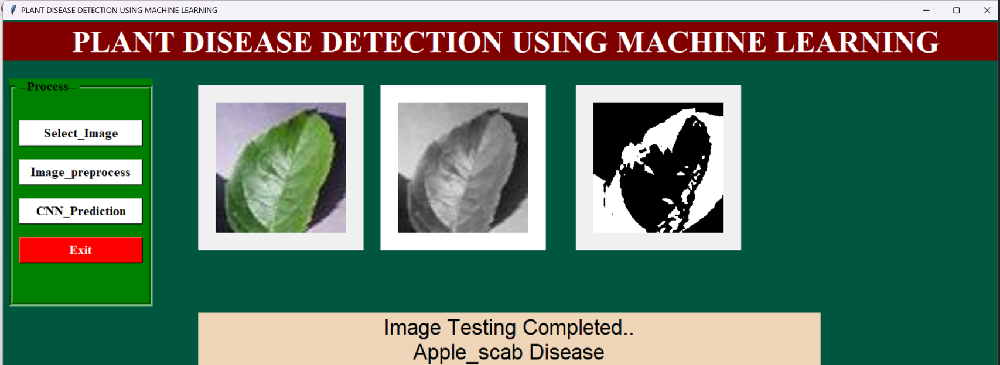 PLANT DISEASE DETECTION USING MACHINE LEARNING
PLANT DISEASE DETECTION USING MACHINE LEARNING
--Process--
Select_Image
Image_preprocess
CNN_Prediction
Exit
Image Testing Completed..
Apple_scab Disease